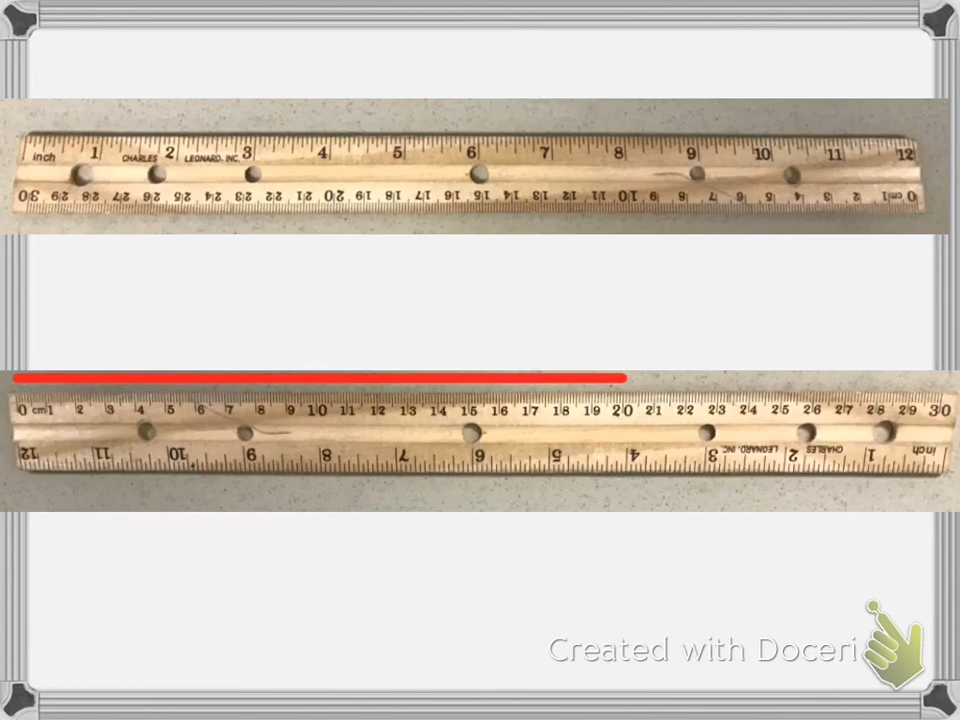 inch 1 CHARLES 2 LEONARD, INC. 3 4 5 6 7 8 9 10 11 12
30 29 28 27 26 25 24 23 22 21 20 19 18 17 16 15 14 13 12 11 10 9 8 7 6 5 4 3 2 1 cm 0
0 cm 1 2 3 4 5 6 7 8 9 10 11 12 13 14 15 16 17 18 19 20 21 22 23 24 25 26 27 28 29 30
12 11 10 9 8 7 6 5 4 3 LEONARD, INC. 2 CHARLES 1 inch
Created with Doceri